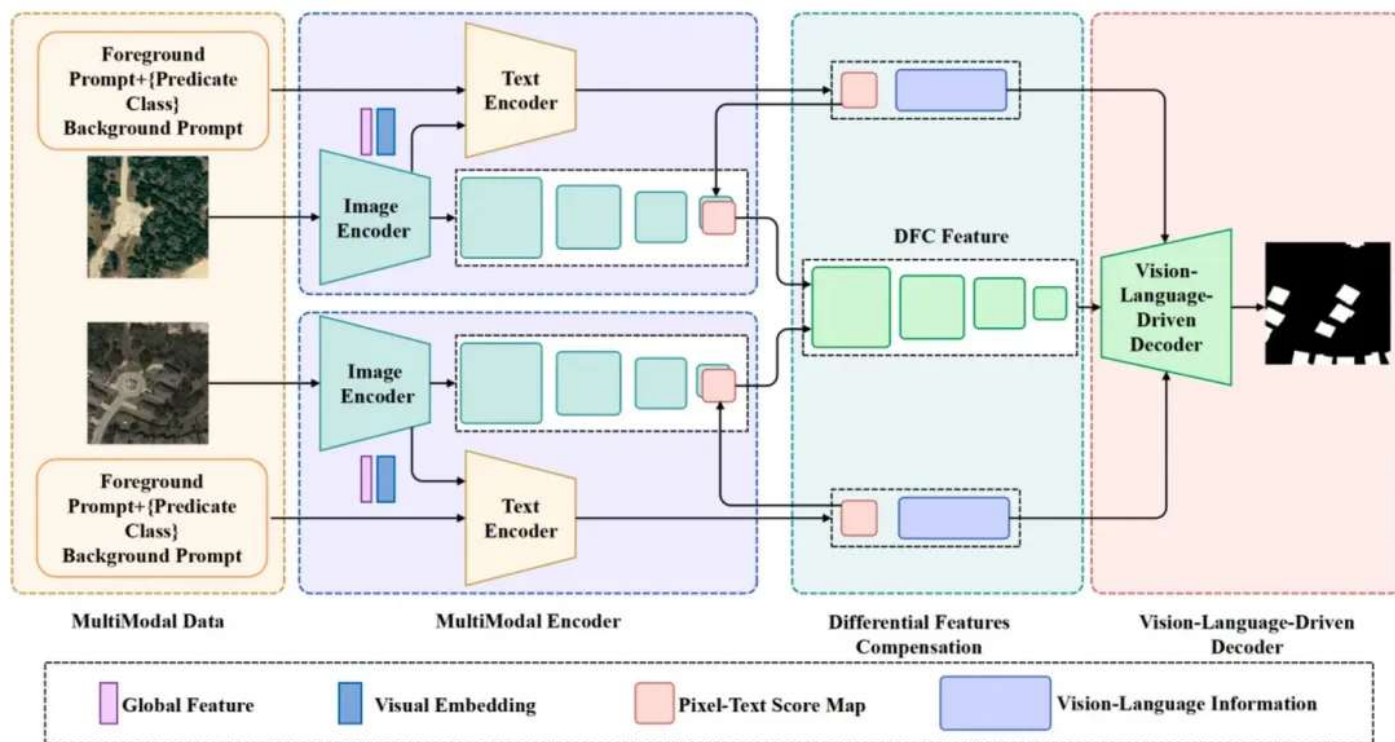 Foreground
Prompt+{Predicate
Class}
Background Prompt
Text
Encoder
Image
Encoder
DFC Feature
Vision-
Language-
Driven
Decoder
Image
Encoder
Foreground
Prompt+{Predicate
Class}
Background Prompt
Text
Encoder
MultiModal Data
MultiModal Encoder
Differential Features
Compensation
Vision-Language-Driven
Decoder
Global Feature
Visual Embedding
Pixel-Text Score Map
Vision-Language Information